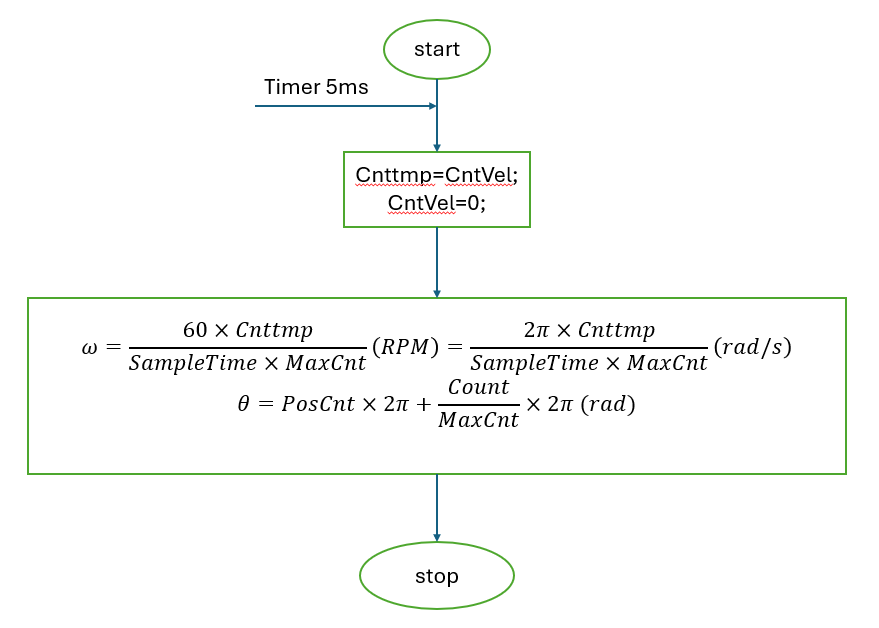 start
Timer 5ms
Cnttmp=CntVel;
CntVel=0;
ω = 60 × Cnttmp / SampleTime × MaxCnt (RPM) = 2π × Cnttmp / SampleTime × MaxCnt (rad/s)
θ = PosCnt × 2π + Count / MaxCnt × 2π (rad)
stop